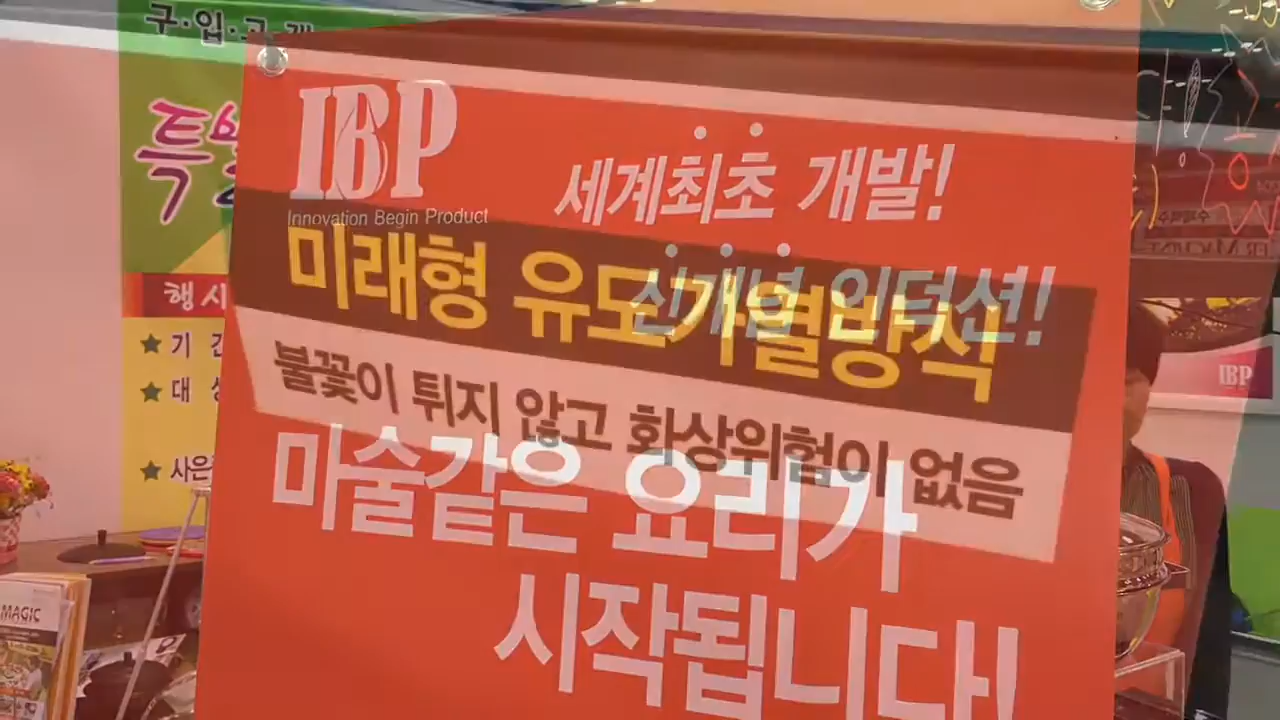 구·입·고·객
특별
IBP
Innovation Begin Product
세계최초 개발!
미래형 유도가열방식
신개념 인덕션!
행사
기 간
대 상
사은
불꽃이 튀지 않고 화상위험이 없음
미술같은 요리가
시작됩니다!
IBP
MAGIC